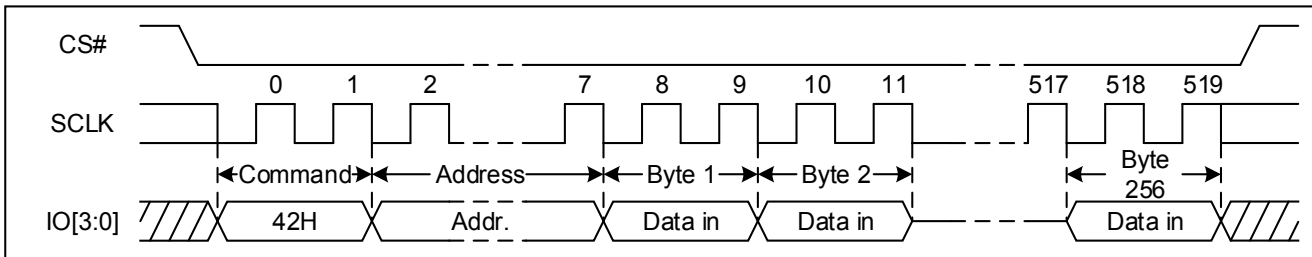 CS#
0 1 2 7 8 9 10 11 517 518 519
SCLK
Command Address Byte 1 Byte 2 Byte
256
IO[3:0] 42H Addr. Data in Data in Data in